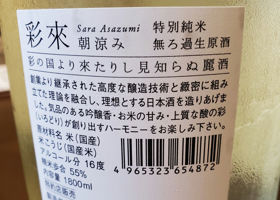 彩來
Sara Asazumi
朝涼み
特別純米
無ろ過生原酒
彩の国より來たりし見知らぬ麗酒
創業より継承された高度な醸造技術と緻密に組み
立てた理論を融合し、理想とする日本酒を造りあげま
した。気品のある吟醸香・お米の甘み・上質な酸の彩
(いろどり)が創り出すハーモニーをお楽しみ下さい。
原材料名 米(国産)
米こうじ(国産米)
アルコール分 16度
精米歩合 55%
内容量 1800ml
特約店販売
4 965323 654872